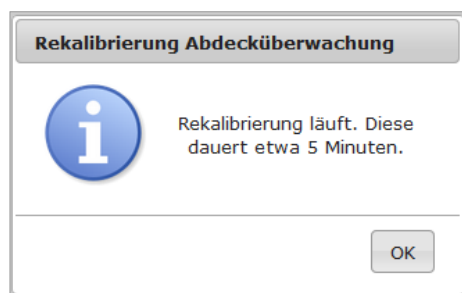 Rekalibrierung Abdecküberwachung
Rekalibrierung läuft. Diese
dauert etwa 5 Minuten.
OK